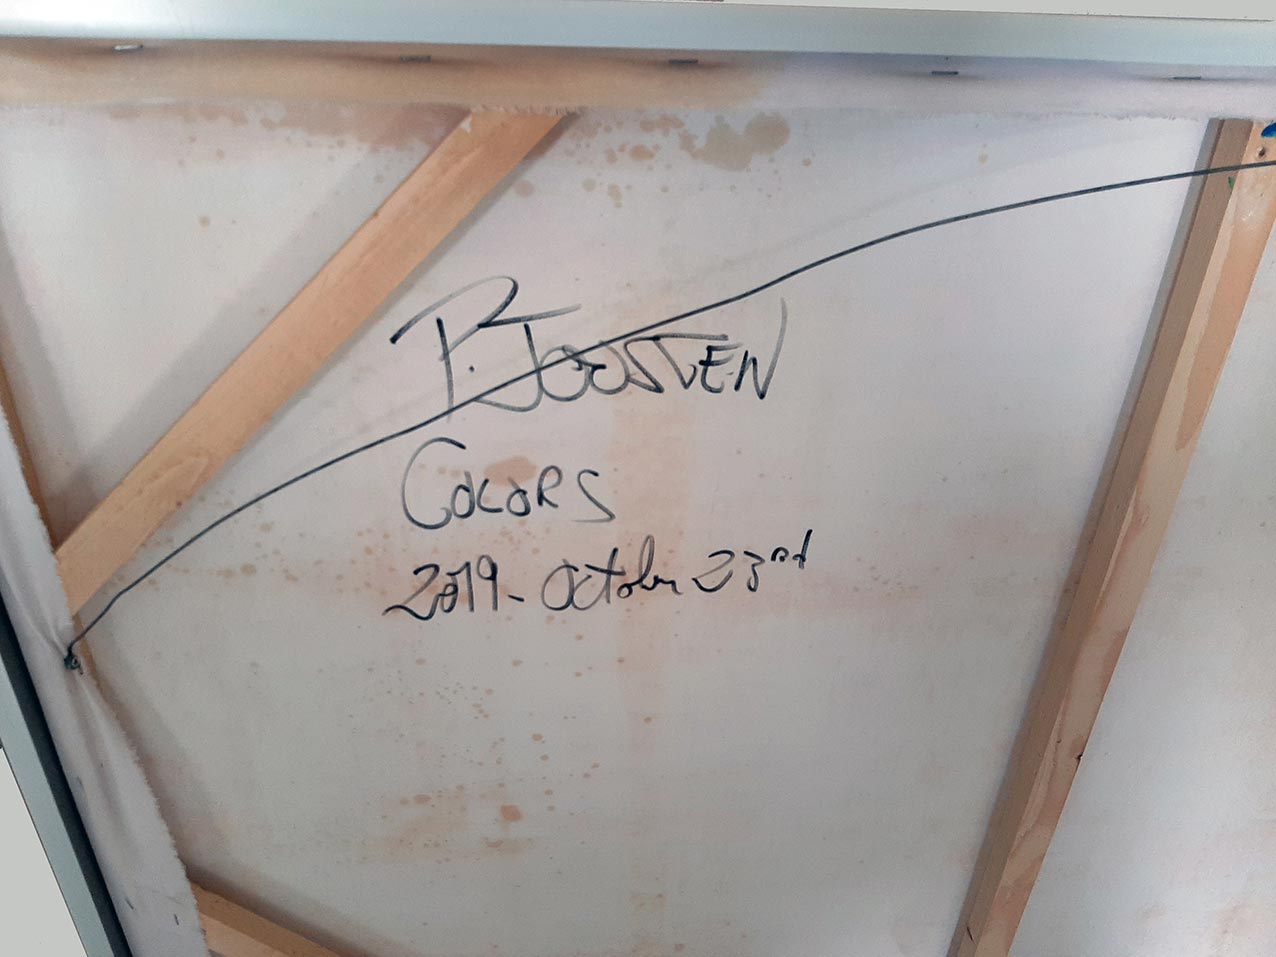 P. JOOSTEN
COLORS
2019 - October 23rd